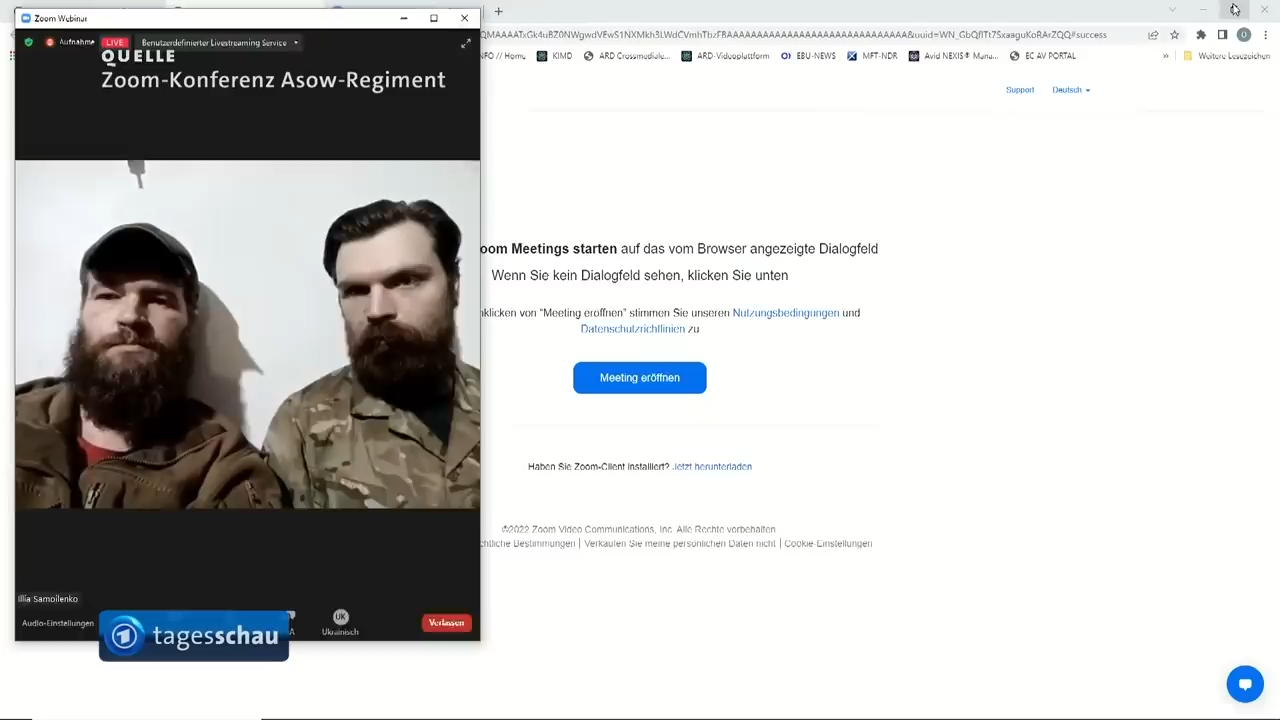 Zoom Webinar
Aufnahme LIVE Benutzerdefinierter Livestreaming Service
QUELLE
Zoom-Konferenz Asow-Regiment
NFO // Home ARD Crossmediale... ARD-Videoplattform EBU-NEWS MFT-NDR Avid NEXIS® Mana... EC AV PORTAL » Weitere Lesezeichen
Support Deutsch
oom Meetings starten auf das vom Browser angezeigte Dialogfeld
Wenn Sie kein Dialogfeld sehen, klicken Sie unten
nklicken von "Meeting eröffnen" stimmen Sie unseren Nutzungsbedingungen und
Datenschutzrichtlinien zu
Meeting eröffnen
Haben Sie Zoom-Client installiert? Jetzt herunterladen
©2022 Zoom Video Communications, Inc. Alle Rechte vorbehalten
chtliche Bestimmungen | Verkaufen Sie meine persönlichen Daten nicht | Cookie-Einstellungen
Illia Samoilenko
Audio-Einstellungen
UK
Ukrainisch
Verlassen
tagesschau